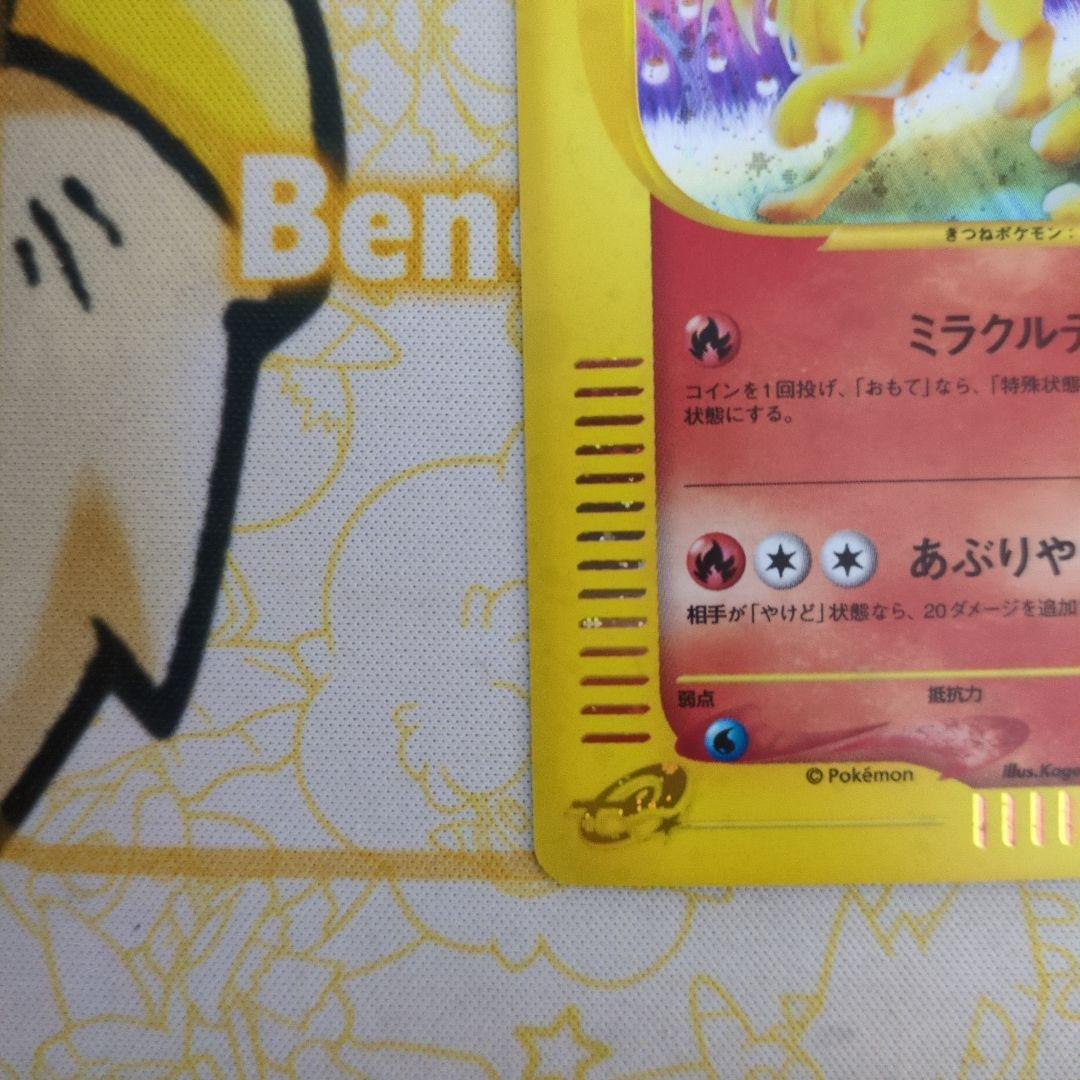 Ben
きつねポケモン:
ミラクルテ
コインを1回投げ、「おもて」なら、「特殊状態
状態にする。
あぶりや
相手が「やけど」状態なら、20ダメージを追加
弱点
抵抗力
© Pokémon
illus.Kage